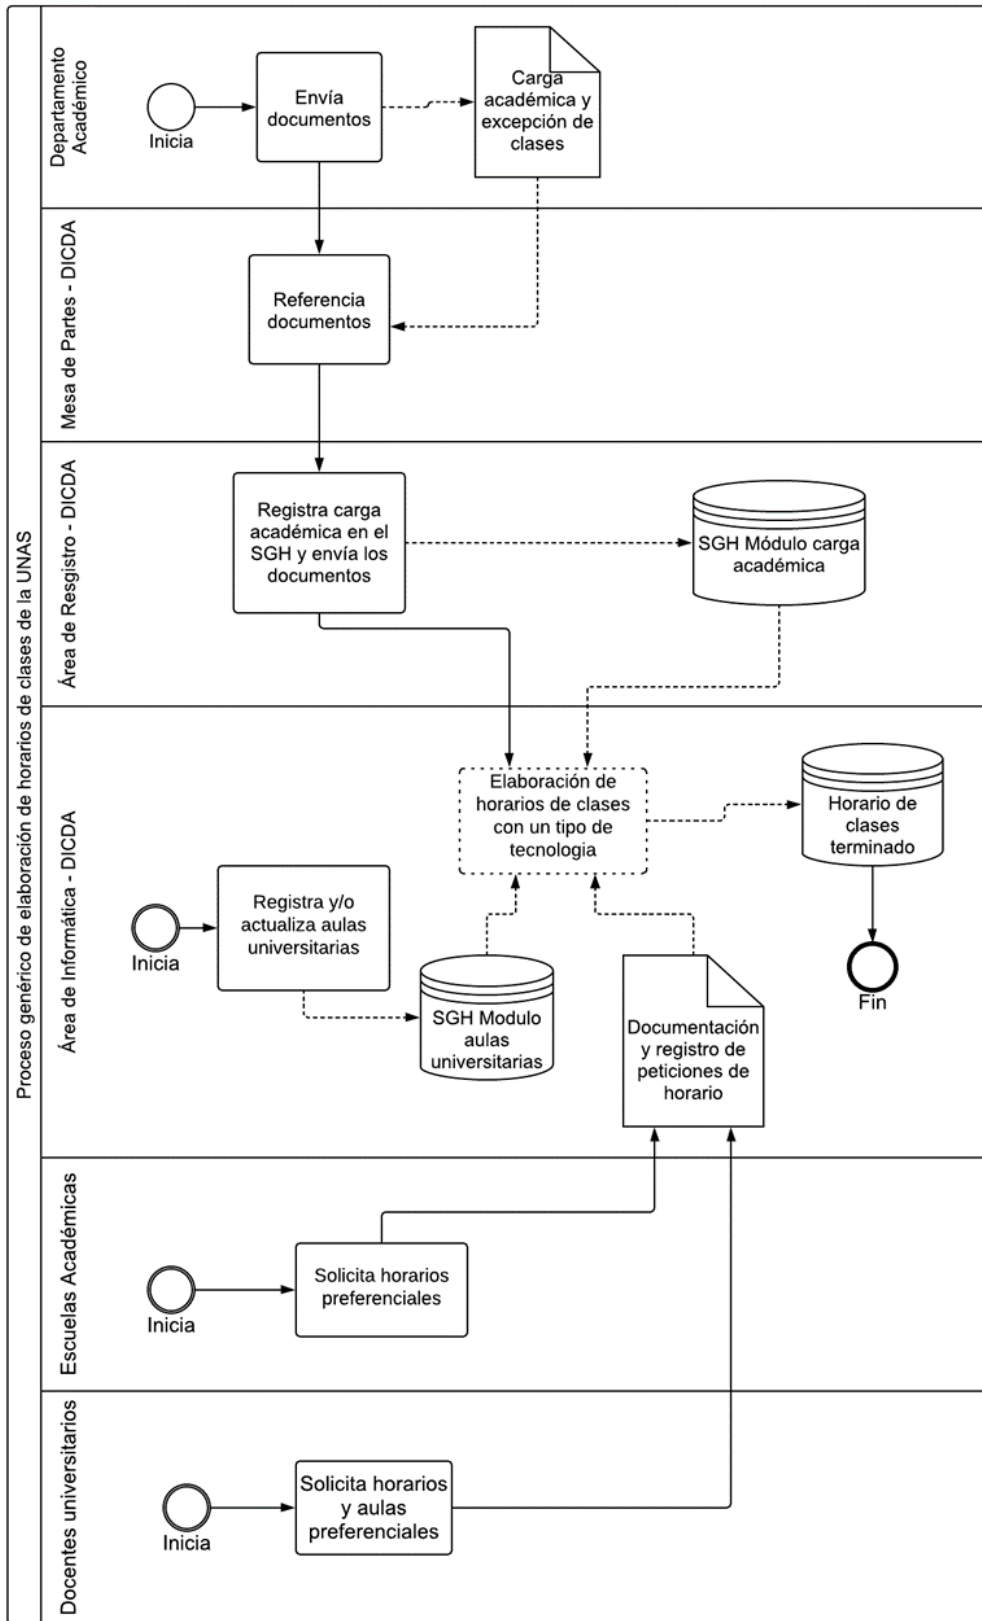 Proceso genérico de elaboración de horarios de clases de la UNAS
Departamento
Académico
Inicia
Envía
documentos
Carga
académica y
excepción de
clases
Mesa de Partes - DICDA
Referencia
documentos
Área de Resgistro - DICDA
Registra carga
académica en el
SGH y envía los
documentos
SGH Módulo carga
académica
Área de Informática - DICDA
Elaboración de
horarios de clases
con un tipo de
tecnologia
Horario de
clases
terminado
Inicia
Registra y/o
actualiza aulas
universitarias
SGH Modulo
aulas
universitarias
Documentación
y registro de
peticiones de
horario
Fin
Escuelas Académicas
Inicia
Solicita horarios
preferenciales
Docentes universitarios
Inicia
Solicita horarios
y aulas
preferenciales